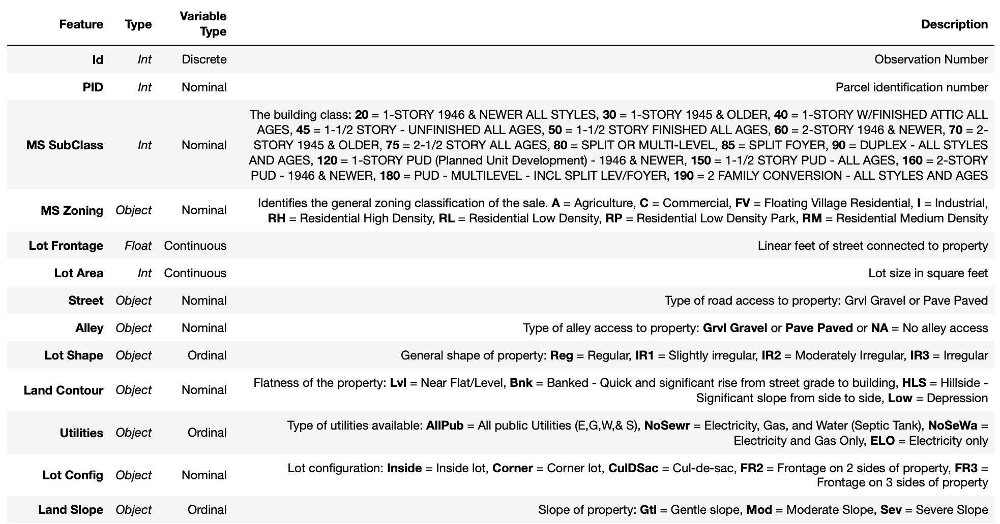 Feature Type Variable Type Description
Id Int Discrete Observation Number
PID Int Nominal Parcel identification number
MS SubClass Int Nominal The building class: 20 = 1-STORY 1946 & NEWER ALL STYLES, 30 = 1-STORY 1945 & OLDER, 40 = 1-STORY W/FINISHED ATTIC ALL
AGES, 45 = 1-1/2 STORY - UNFINISHED ALL AGES, 50 = 1-1/2 STORY FINISHED ALL AGES, 60 = 2-STORY 1946 & NEWER, 70 = 2-
STORY 1945 & OLDER, 75 = 2-1/2 STORY ALL AGES, 80 = SPLIT OR MULTI-LEVEL, 85 = SPLIT FOYER, 90 = DUPLEX - ALL STYLES
AND AGES, 120 = 1-STORY PUD (Planned Unit Development) - 1946 & NEWER, 150 = 1-1/2 STORY PUD - ALL AGES, 160 = 2-STORY
PUD - 1946 & NEWER, 180 = PUD - MULTILEVEL - INCL SPLIT LEV/FOYER, 190 = 2 FAMILY CONVERSION - ALL STYLES AND AGES
MS Zoning Object Nominal Identifies the general zoning classification of the sale. A = Agriculture, C = Commercial, FV = Floating Village Residential, I = Industrial,
RH = Residential High Density, RL = Residential Low Density, RP = Residential Low Density Park, RM = Residential Medium Density
Lot Frontage Float Continuous Linear feet of street connected to property
Lot Area Int Continuous Lot size in square feet
Street Object Nominal Type of road access to property: Grvl Gravel or Pave Paved
Alley Object Nominal Type of alley access to property: Grvl Gravel or Pave Paved or NA = No alley access
Lot Shape Object Ordinal General shape of property: Reg = Regular, IR1 = Slightly irregular, IR2 = Moderately Irregular, IR3 = Irregular
Land Contour Object Nominal Flatness of the property: Lvl = Near Flat/Level, Bnk = Banked - Quick and significant rise from street grade to building, HLS = Hillside -
Significant slope from side to side, Low = Depression
Utilities Object Ordinal Type of utilities available: AllPub = All public Utilities (E,G,W,& S), NoSewr = Electricity, Gas, and Water (Septic Tank), NoSeWa =
Electricity and Gas Only, ELO = Electricity only
Lot Config Object Nominal Lot configuration: Inside = Inside lot, Corner = Corner lot, CulDSac = Cul-de-sac, FR2 = Frontage on 2 sides of property, FR3 =
Frontage on 3 sides of property
Land Slope Object Ordinal Slope of property: Gtl = Gentle slope, Mod = Moderate Slope, Sev = Severe Slope